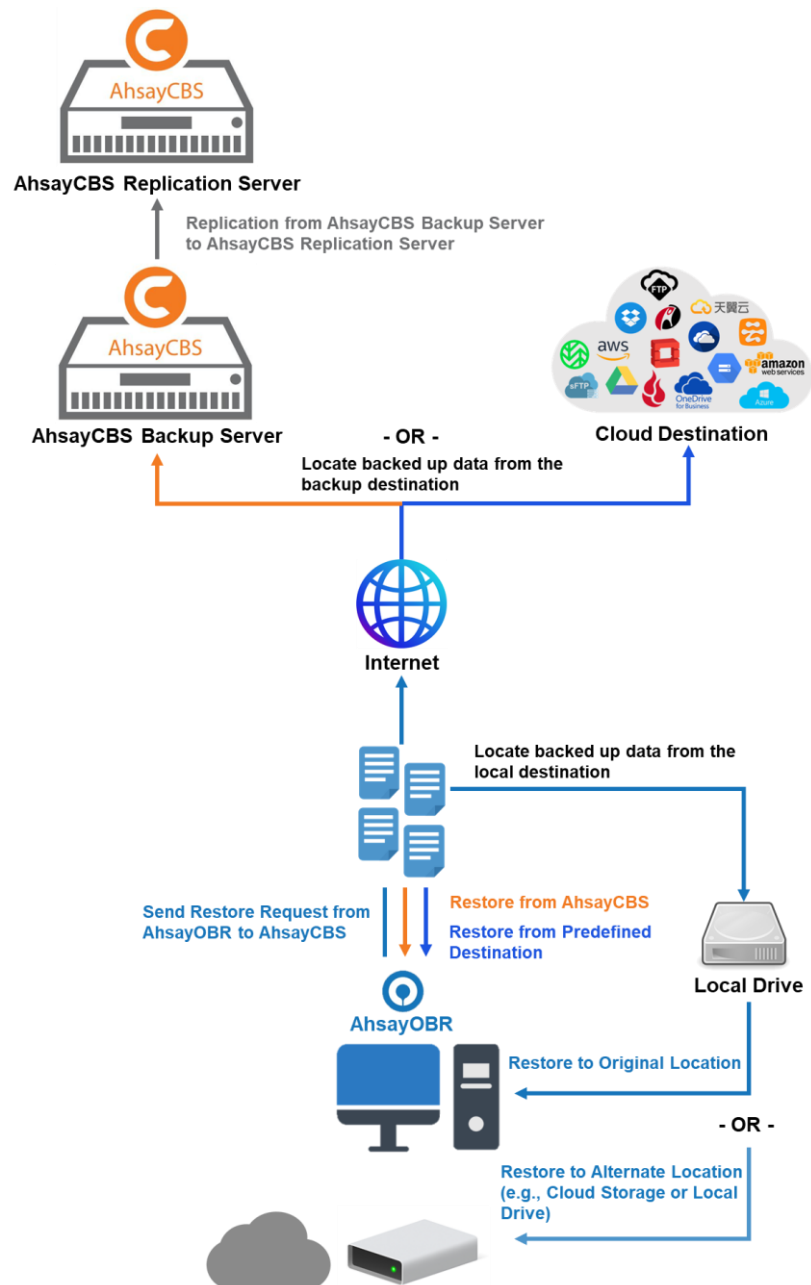 AhsayCBS
AhsayCBS Replication Server
Replication from AhsayCBS Backup Server
to AhsayCBS Replication Server
AhsayCBS
AhsayCBS Backup Server
FTP
天翼云
aws
amazon
web services
sFTP
OneDrive
for Business
Azure
Cloud Destination
- OR -
Locate backed up data from the
backup destination
Internet
Locate backed up data from the
local destination
Send Restore Request from
AhsayOBR to AhsayCBS
Restore from AhsayCBS
Restore from Predefined
Destination
AhsayOBR
Local Drive
Restore to Original Location
- OR -
Restore to Alternate Location
(e.g., Cloud Storage or Local
Drive)